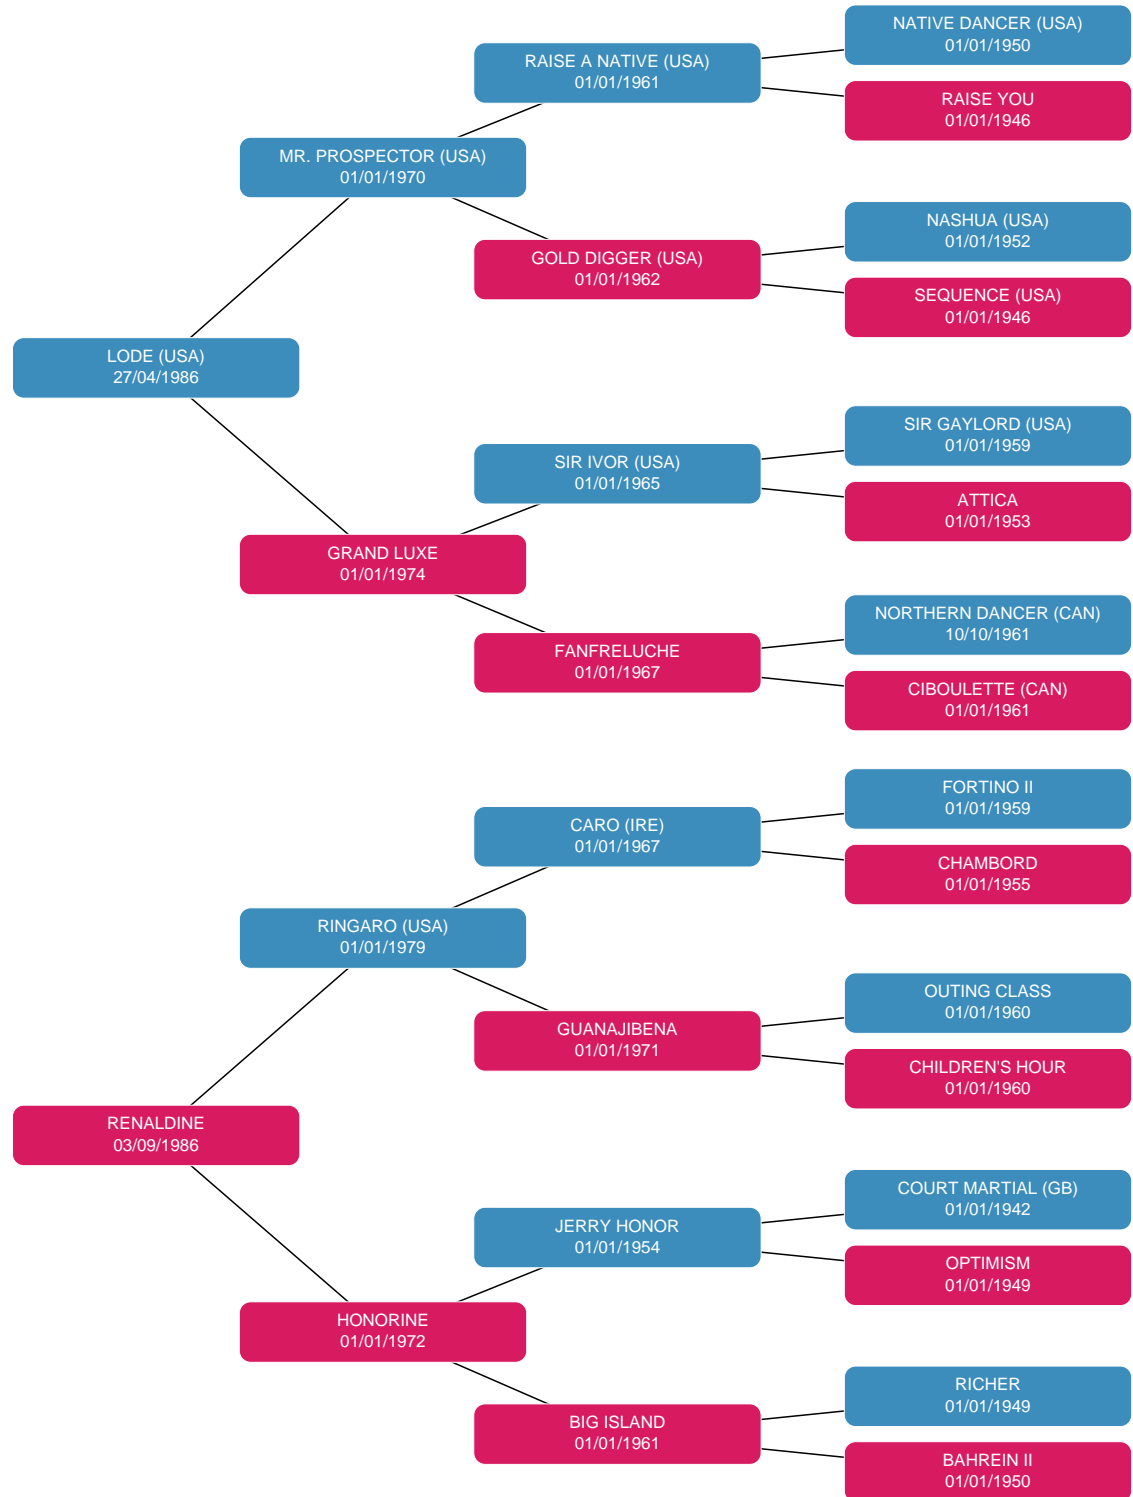 NATIVE DANCER (USA)
01/01/1950
RAISE A NATIVE (USA)
01/01/1961
RAISE YOU
01/01/1946
MR. PROSPECTOR (USA)
01/01/1970
NASHUA (USA)
01/01/1952
GOLD DIGGER (USA)
01/01/1962
SEQUENCE (USA)
01/01/1946
LODE (USA)
27/04/1986
SIR GAYLORD (USA)
01/01/1959
SIR IVOR (USA)
01/01/1965
ATTICA
01/01/1953
GRAND LUXE
01/01/1974
NORTHERN DANCER (CAN)
10/10/1961
FANFRELUCHE
01/01/1967
CIBOULETTE (CAN)
01/01/1961
FORTINO II
01/01/1959
CARO (IRE)
01/01/1967
CHAMBORD
01/01/1955
RINGARO (USA)
01/01/1979
OUTING CLASS
01/01/1960
GUANAJIBENA
01/01/1971
CHILDREN'S HOUR
01/01/1960
RENALDINE
03/09/1986
COURT MARTIAL (GB)
01/01/1942
JERRY HONOR
01/01/1954
OPTIMISM
01/01/1949
HONORINE
01/01/1972
RICHER
01/01/1949
BIG ISLAND
01/01/1961
BAHREIN II
01/01/1950